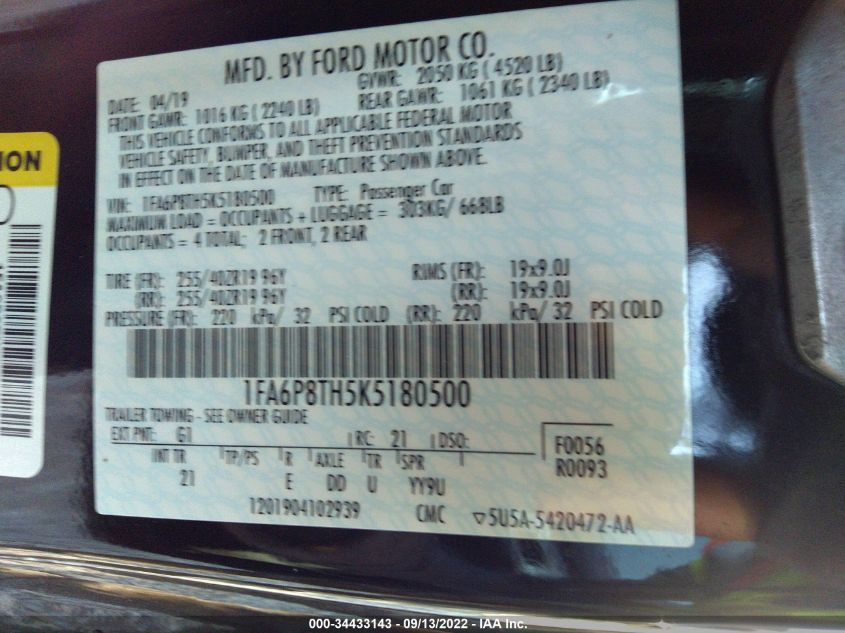 MFD. BY FORD MOTOR CO.
DATE: 04/19 GVWR: 2050 KG ( 4520 LB)
FRONT GAWR: 1016 KG ( 2240 LB) REAR GAWR: 1061 KG ( 2340 LB)
THIS VEHICLE CONFORMS TO ALL APPLICABLE FEDERAL MOTOR
VEHICLE SAFETY, BUMPER, AND THEFT PREVENTION STANDARDS
IN EFFECT ON THE DATE OF MANUFACTURE SHOWN ABOVE.
VIN: 1FA6P8TH5K5180500 TYPE: Passenger Car
MAXIMUM LOAD = OCCUPANTS + LUGGAGE = 303KG/ 668LB
OCCUPANTS = 4 TOTAL: 2 FRONT, 2 REAR
TIRE (FR): 255/40ZR19 96Y RIMS (FR): 19x9.0J
(RR): 255/40ZR19 96Y (RR): 19x9.0J
PRESSURE (FR): 220 kPa/ 32 PSI COLD (RR): 220 kPa/ 32 PSI COLD
1FA6P8TH5K5180500
TRAILER TOWING - SEE OWNER GUIDE
EXT PNT: G1 RC: 21 DSO: F0056
R0093
INT TR TP/PS R AXLE TR SPR
21 E DD U YY9U
1201904102939 CMC ▽5U5A-5420472-AA
ION
000-34433143 - 09/13/2022 - IAA Inc.